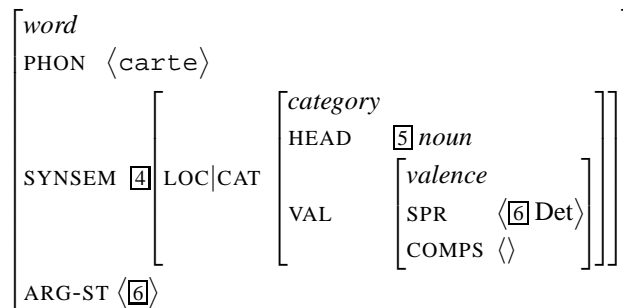 word
PHON ⟨carte⟩
category
HEAD 5 noun
SYNSEM 4 LOC|CAT
valence
VAL SPR ⟨6 Det⟩
COMPS ⟨⟩
ARG-ST ⟨6⟩